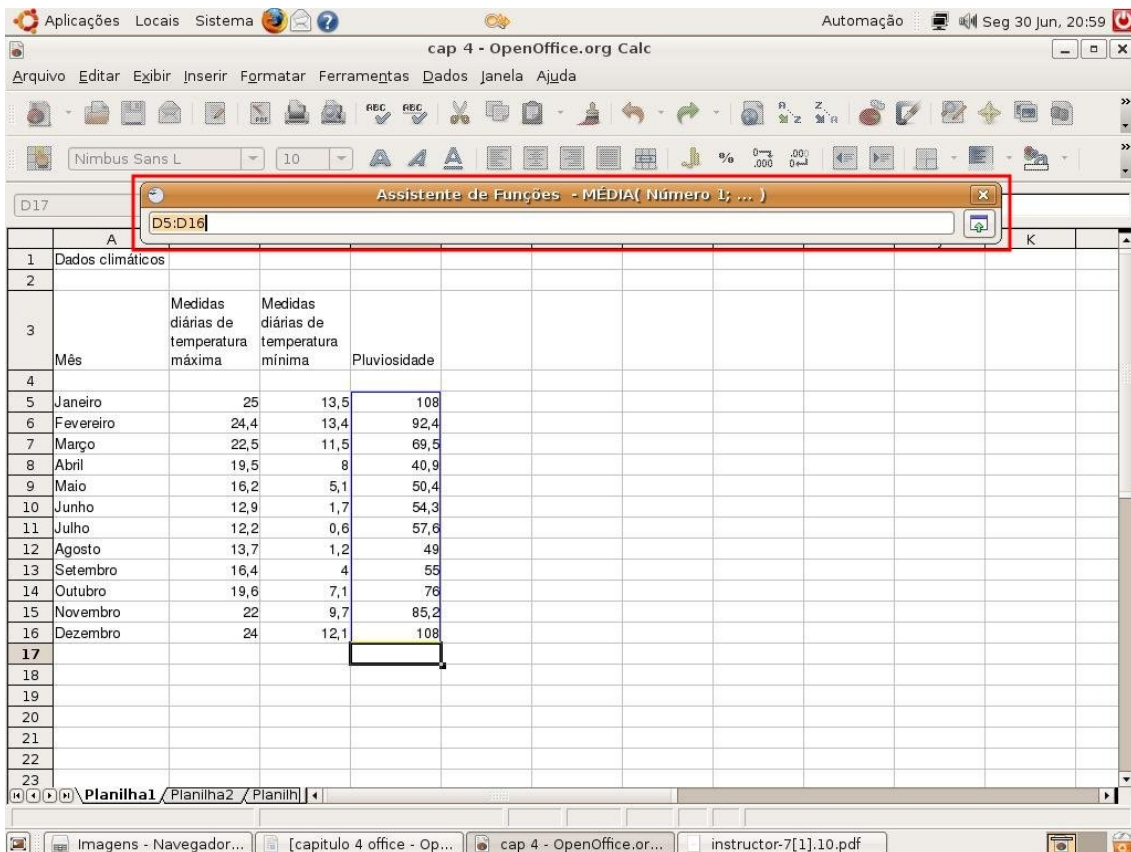 Aplicações Locais Sistema Automação Seg 30 Jun, 20:59
cap 4 - OpenOffice.org Calc
Arquivo Editar Exibir Inserir Formatar Ferramentas Dados Janela Ajuda
Nimbus Sans L 10
Assistente de Funções - MÉDIA( Número 1; ... )
D17
D5:D16
A K
1 Dados climáticos
2
3 Mês Medidas diárias de temperatura máxima Medidas diárias de temperatura mínima Pluviosidade
4
5 Janeiro 25 13,5 108
6 Fevereiro 24,4 13,4 92,4
7 Março 22,5 11,5 69,5
8 Abril 19,5 8 40,9
9 Maio 16,2 5,1 50,4
10 Junho 12,9 1,7 54,3
11 Julho 12,2 0,6 57,6
12 Agosto 13,7 1,2 49
13 Setembro 16,4 4 55
14 Outubro 19,6 7,1 76
15 Novembro 22 9,7 85,2
16 Dezembro 24 12,1 108
17
18
19
20
21
22
23
Planilha1 Planilha2 Planilh
Imagens - Navegador... [capitulo 4 office - Op... cap 4 - OpenOffice.or... instructor-7[1].10.pdf